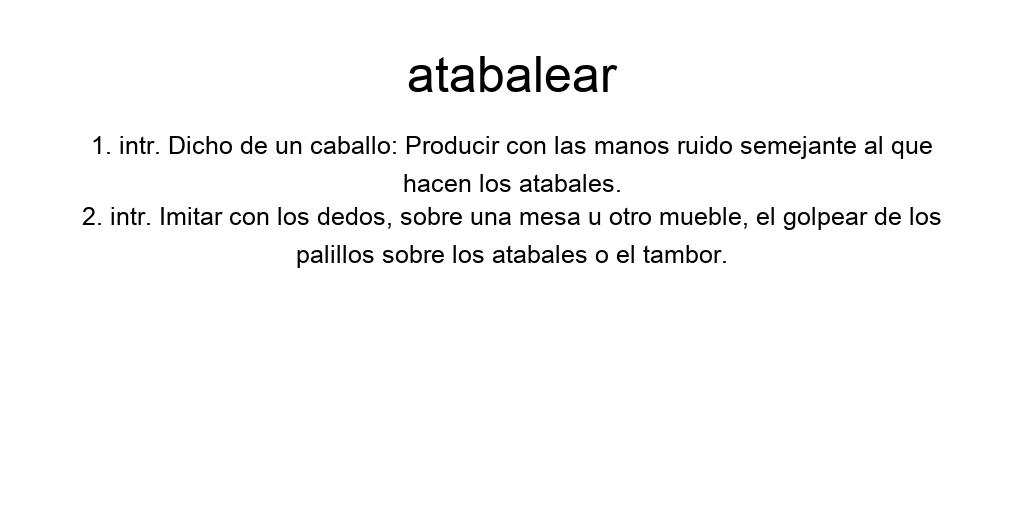 atabalear
1. intr. Dicho de un caballo: Producir con las manos ruido semejante al que
hacen los atabales.
2. intr. Imitar con los dedos, sobre una mesa u otro mueble, el golpear de los
palillos sobre los atabales o el tambor.